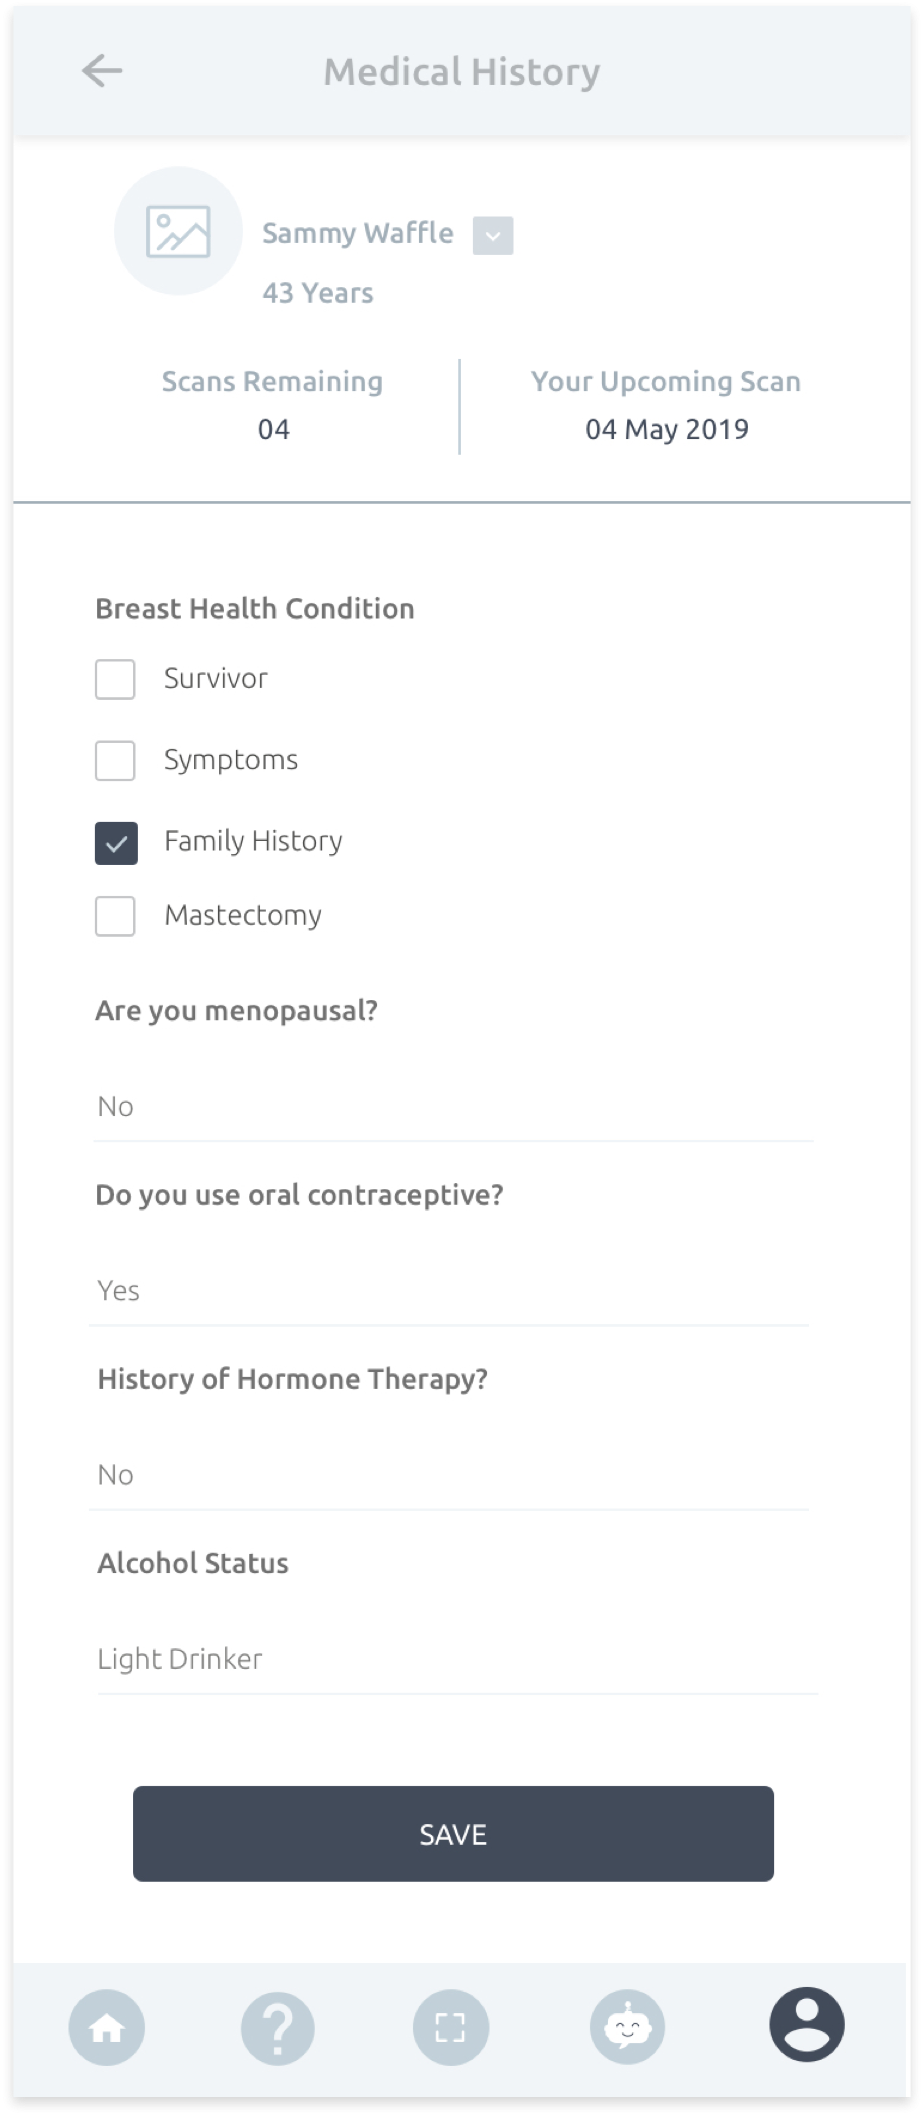 Medical History
Sammy Waffle
43 Years
Scans Remaining
04
Your Upcoming Scan
04 May 2019
Breast Health Condition
Survivor
Symptoms
Family History
Mastectomy
Are you menopausal?
No
Do you use oral contraceptive?
Yes
History of Hormone Therapy?
No
Alcohol Status
Light Drinker
SAVE
?